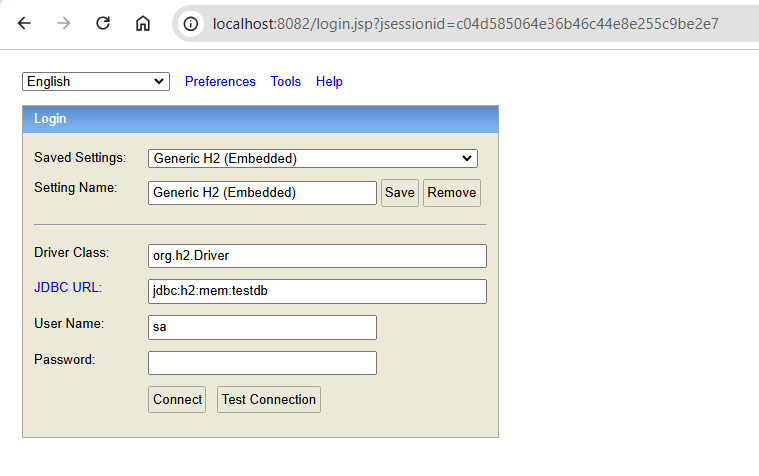 localhost:8082/login.jsp?jsessionid=c04d585064e36b46c44e8e255c9be2e7
English Preferences Tools Help
Login
Saved Settings: Generic H2 (Embedded)
Setting Name: Generic H2 (Embedded) Save Remove
Driver Class: org.h2.Driver
JDBC URL: jdbc:h2:mem:testdb
User Name: sa
Password:
Connect Test Connection